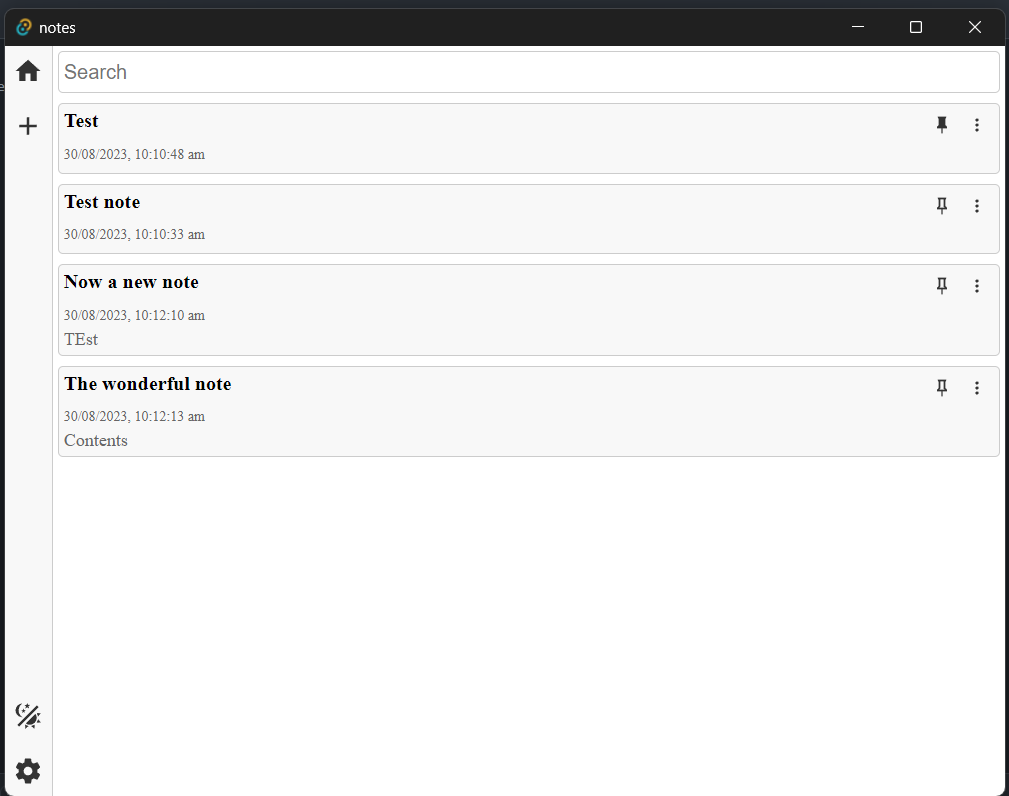 notes
Search
Test
30/08/2023, 10:10:48 am
Test note
30/08/2023, 10:10:33 am
Now a new note
30/08/2023, 10:12:10 am
TEst
The wonderful note
30/08/2023, 10:12:13 am
Contents